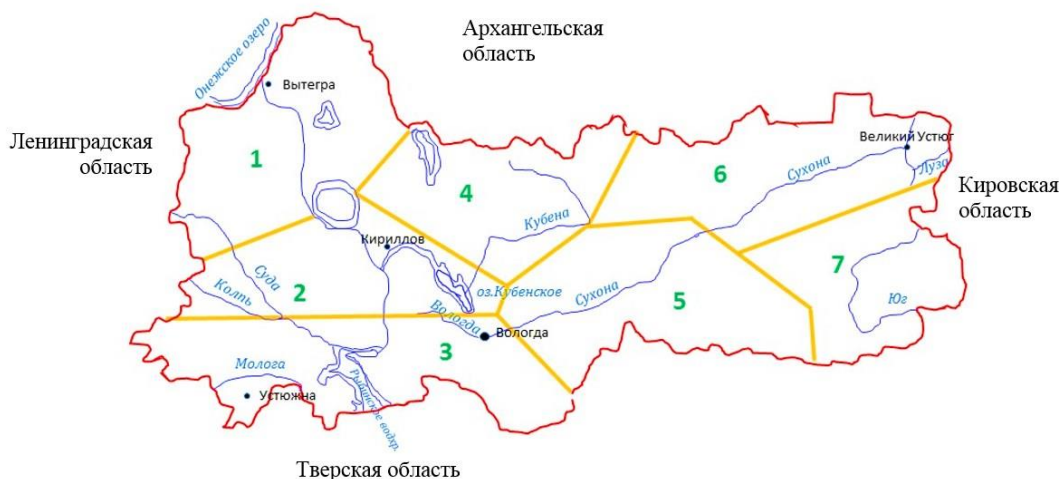 Архангельская
область
Онежское озеро
Вытегра
Ленинградская
область
1
Великий Устюг
6
Сухона
Луза
4
Кировская
область
Кубена
Кириллов
7
Суда
2
Колпь
оз.Кубенское
Сухона
5
Юг
Вологда
Вологда
3
Молога
Устюжна
Рыбинское водхр.
Тверская область